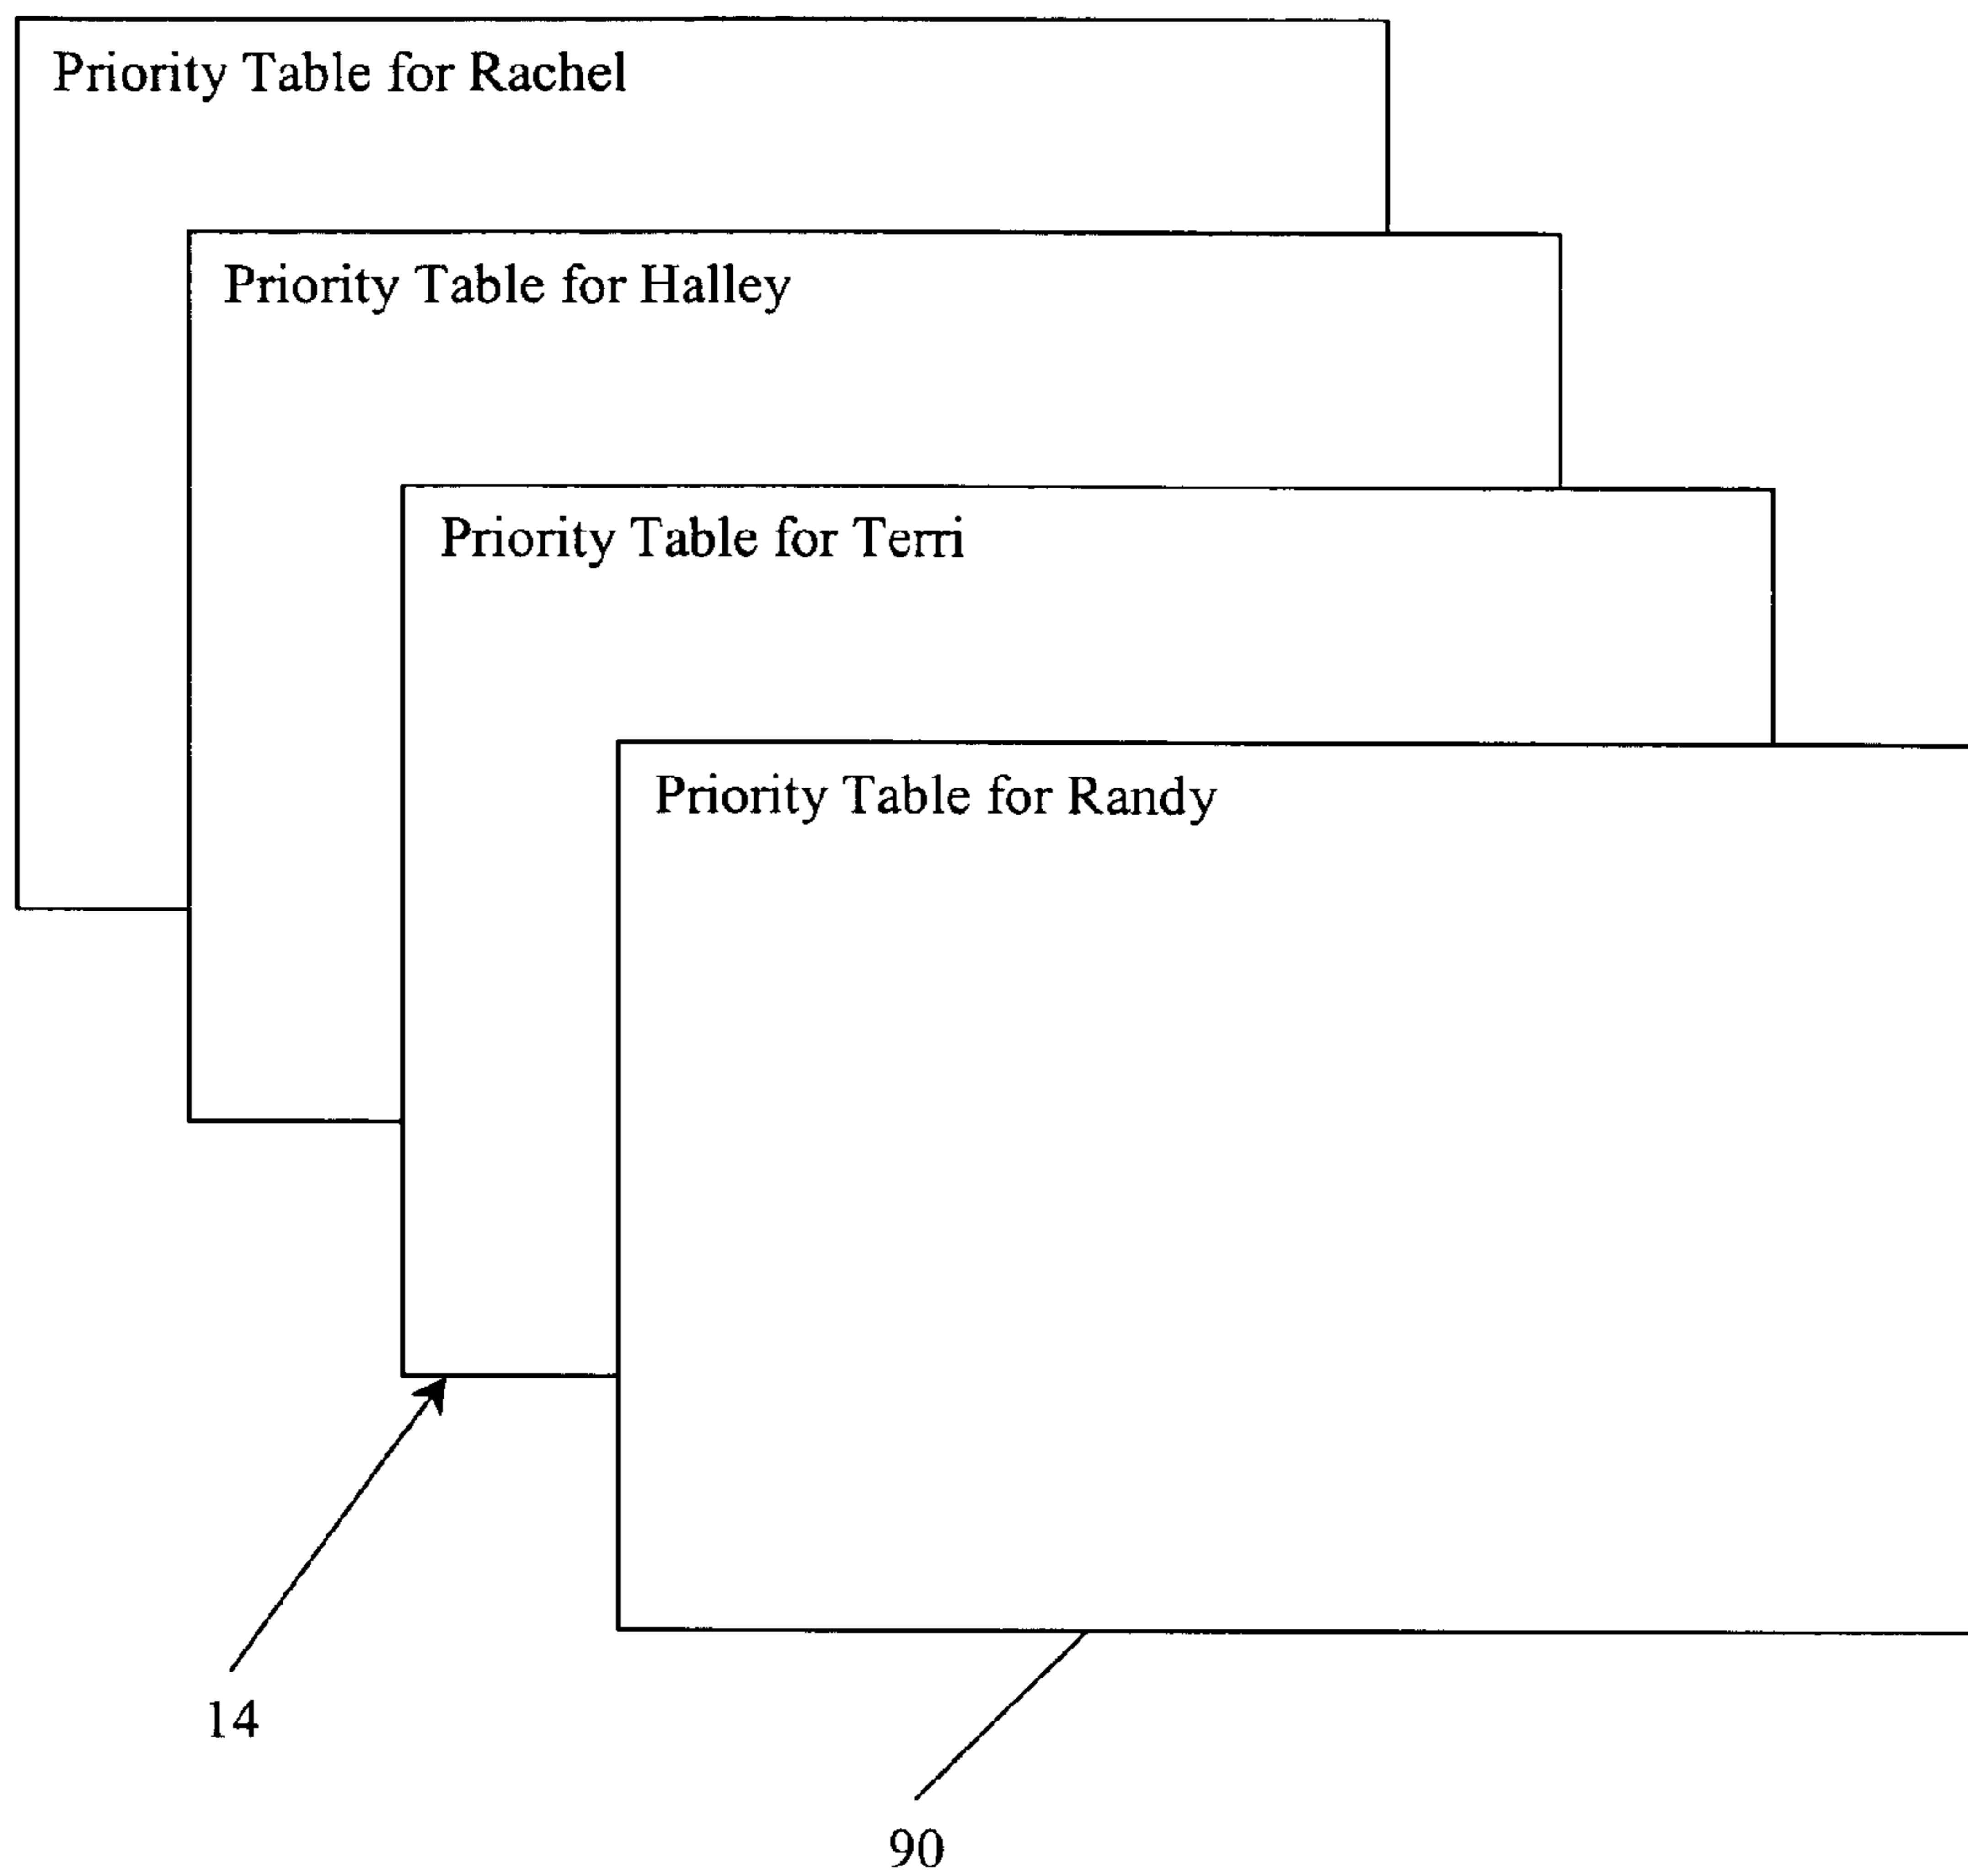 Priority Table for Rachel
Priority Table for Halley
Priority Table for Terri
Priority Table for Randy
14
90